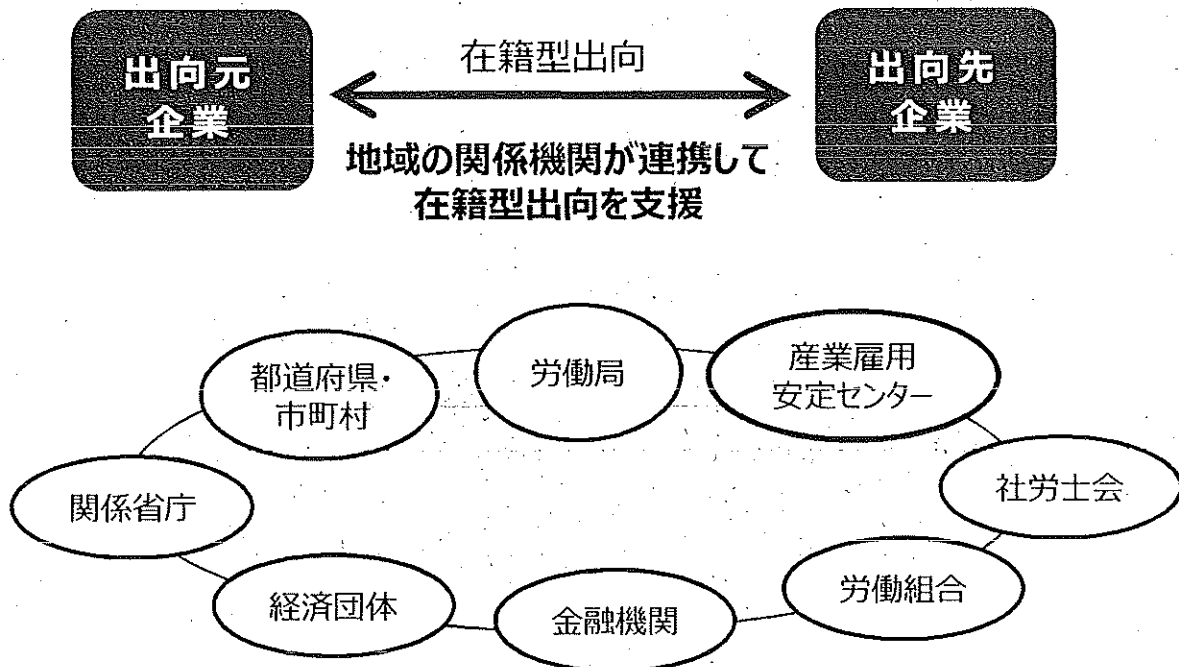 出向元
企業
在籍型出向
出向先
企業
地域の関係機関が連携して
在籍型出向を支援
都道府県・
市町村
労働局
産業雇用
安定センター
関係省庁
社労士会
経済団体
金融機関
労働組合